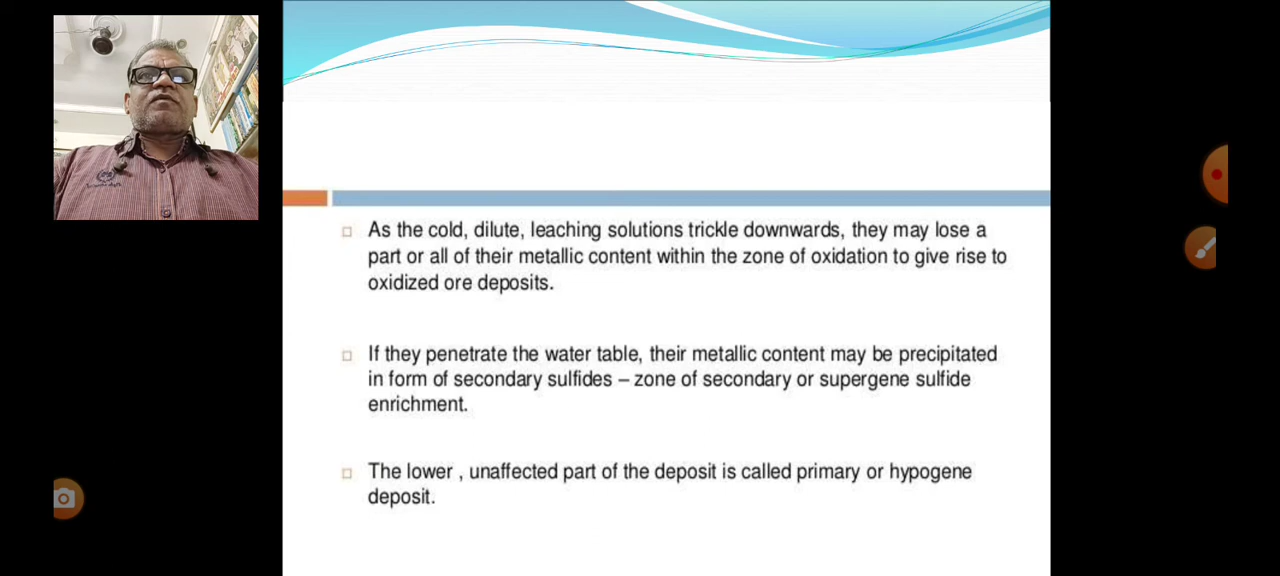 As the cold, dilute, leaching solutions trickle downwards, they may lose a
part or all of their metallic content within the zone of oxidation to give rise to
oxidized ore deposits.
If they penetrate the water table, their metallic content may be precipitated
in form of secondary sulfides – zone of secondary or supergene sulfide
enrichment.
The lower , unaffected part of the deposit is called primary or hypogene
deposit.